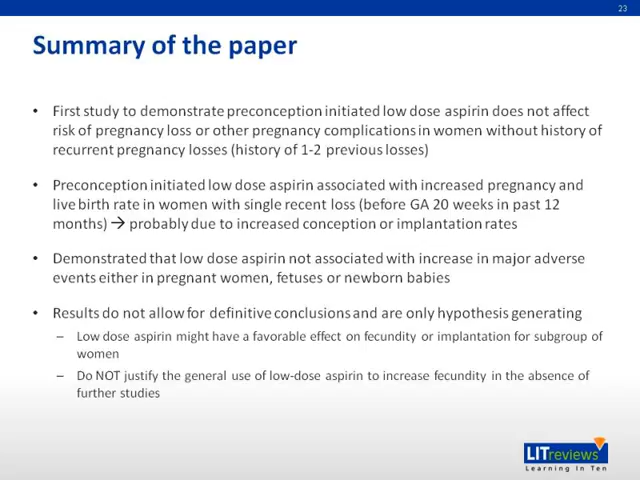 23
Summary of the paper
• First study to demonstrate preconception initiated low dose aspirin does not affect
risk of pregnancy loss or other pregnancy complications in women without history of
recurrent pregnancy losses (history of 1-2 previous losses)
• Preconception initiated low dose aspirin associated with increased pregnancy and
live birth rate in women with single recent loss (before GA 20 weeks in past 12
months) → probably due to increased conception or implantation rates
• Demonstrated that low dose aspirin not associated with increase in major adverse
events either in pregnant women, fetuses or newborn babies
• Results do not allow for definitive conclusions and are only hypothesis generating
– Low dose aspirin might have a favorable effect on fecundity or implantation for subgroup of
women
– Do NOT justify the general use of low-dose aspirin to increase fecundity in the absence of
further studies
LITreviews
Learning In Ten